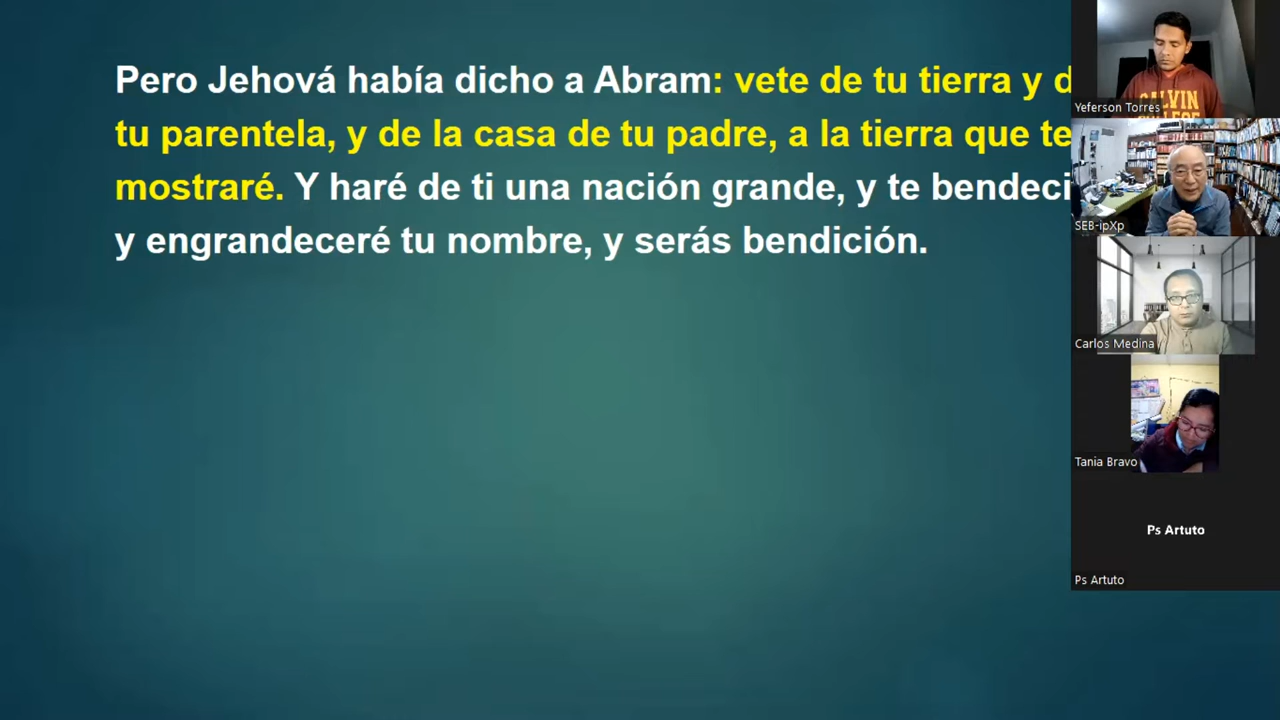 Pero Jehová había dicho a Abram: vete de tu tierra y d
tu parentela, y de la casa de tu padre, a la tierra que te
mostraré. Y haré de ti una nación grande, y te bendeci
y engrandeceré tu nombre, y serás bendición.
CALVIN
COLLEGE
Yeferson Torres
SEB-ipXp
Carlos Medina
Tania Bravo
Ps Artuto
Ps Artuto